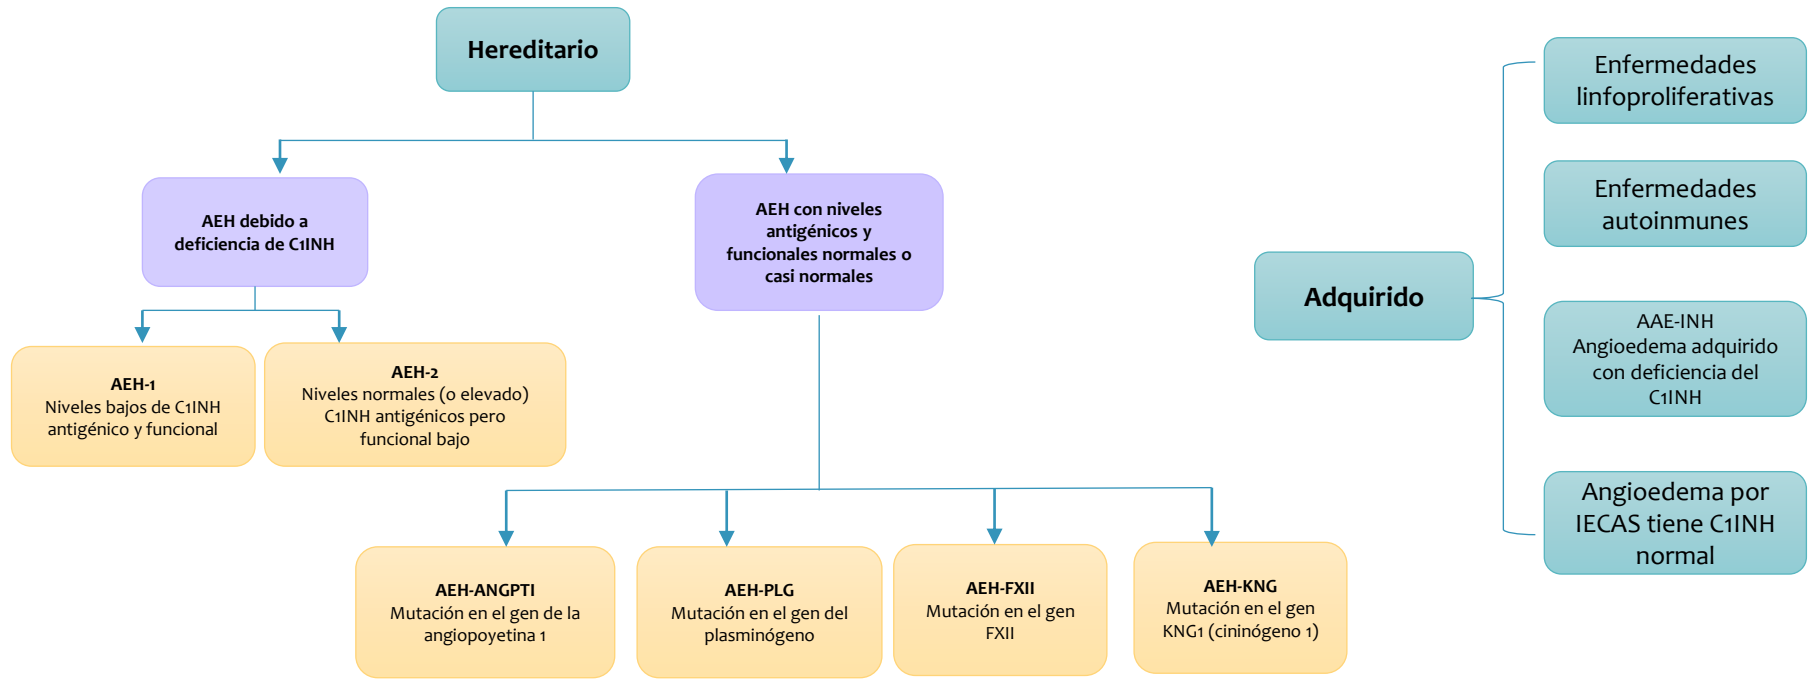 Hereditario
AEH debido a
deficiencia de C1INH
AEH con niveles
antigénicos y
funcionales normales o
casi normales
AEH-1
Niveles bajos de C1INH
antigénico y funcional
AEH-2
Niveles normales (o elevado)
C1INH antigénicos pero
funcional bajo
AEH-ANGPTI
Mutación en el gen de la
angiopoyetina 1
AEH-PLG
Mutación en el gen del
plasminógeno
AEH-FXII
Mutación en el gen
FXII
AEH-KNG
Mutación en el gen
KNG1 (cininógeno 1)
Adquirido
Enfermedades
linfoproliferativas
Enfermedades
autoinmunes
AAE-INH
Angioedema adquirido
con deficiencia del
C1INH
Angioedema por
IECAS tiene C1INH
normal